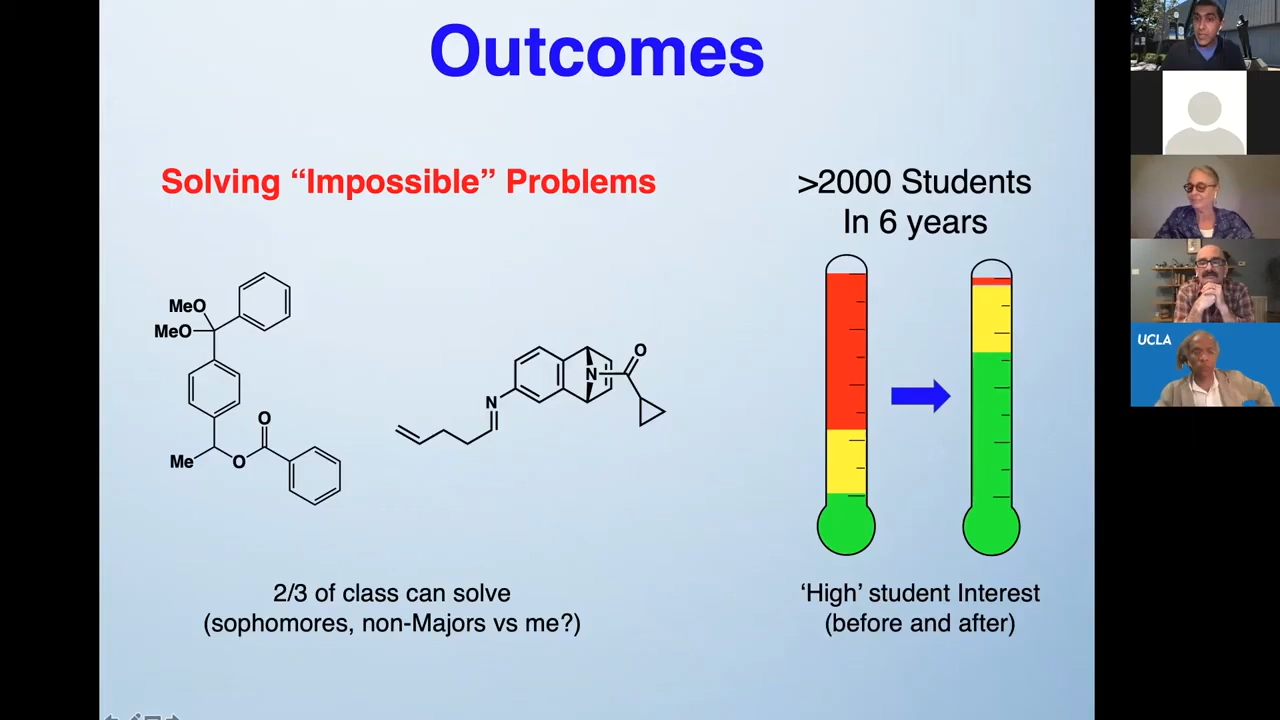 Outcomes
Solving “Impossible” Problems
MeO
MeO
O
Me
O
N
N
O
2/3 of class can solve
(sophomores, non-Majors vs me?)
>2000 Students
In 6 years
‘High’ student Interest
(before and after)
UCLA